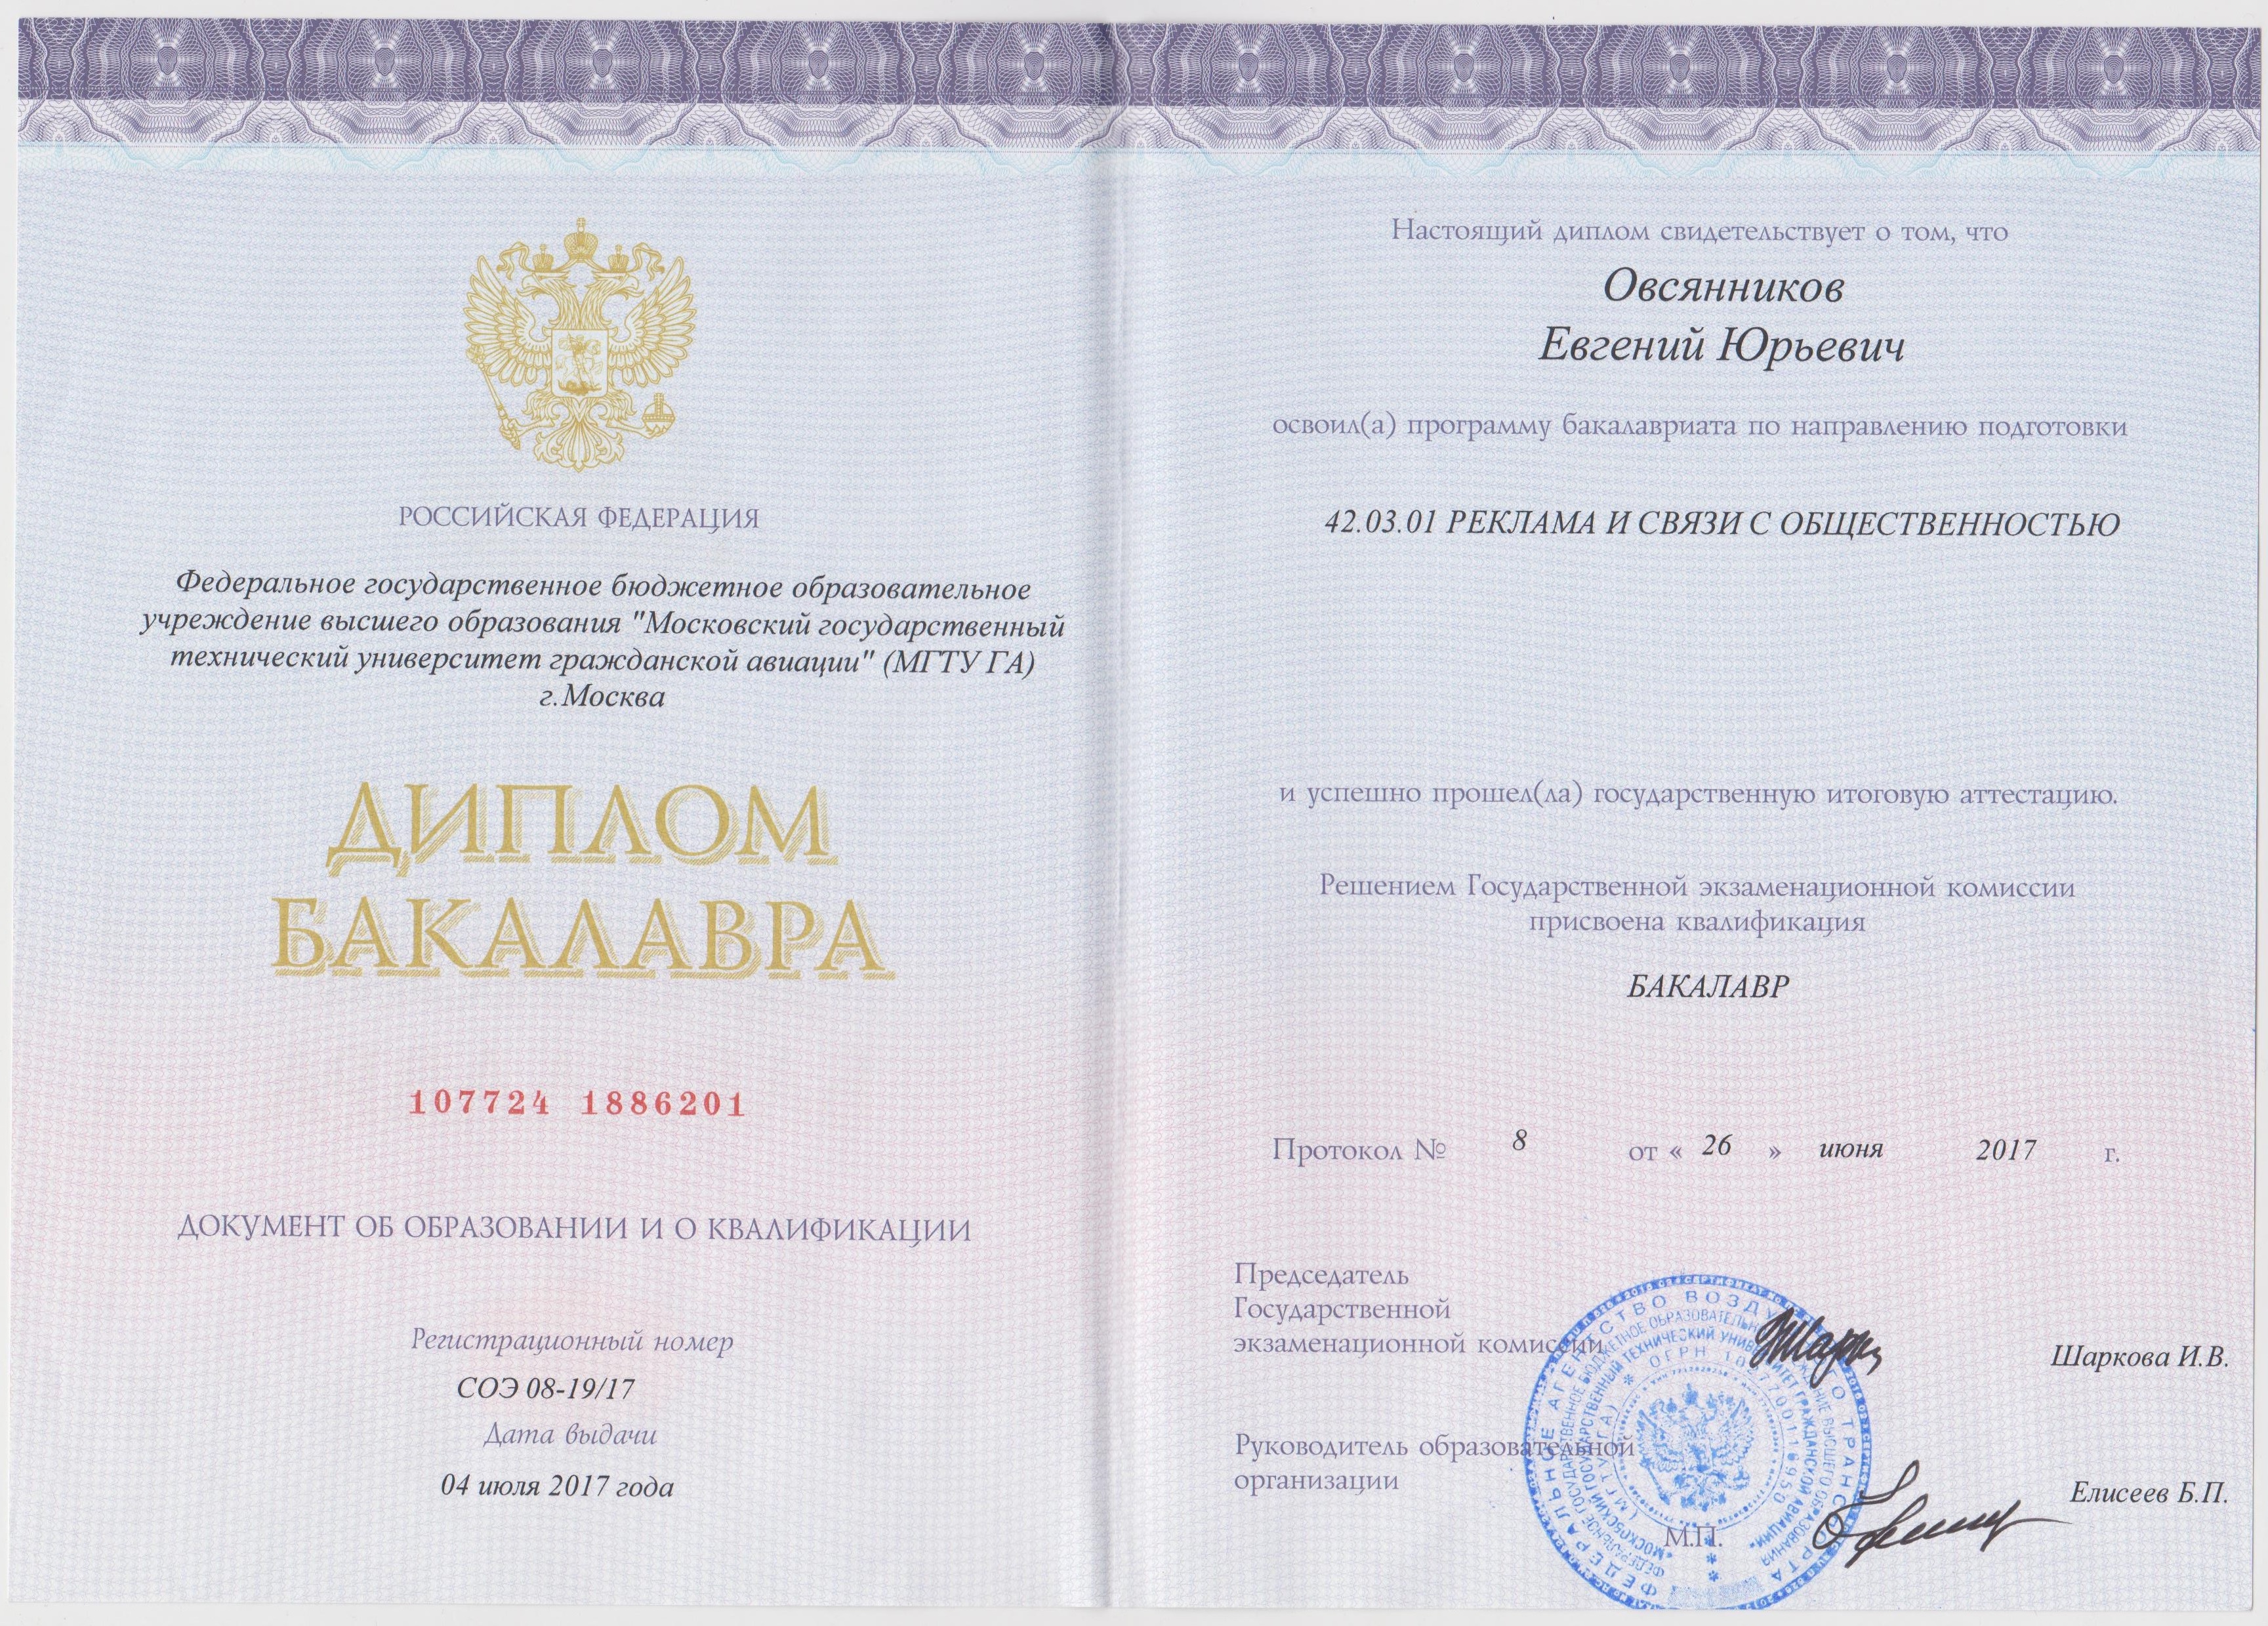 РОССИЙСКАЯ ФЕДЕРАЦИЯ
Федеральное государственное бюджетное образовательное
учреждение высшего образования "Московский государственный
технический университет гражданской авиации" (МГТУ ГА)
г.Москва
ДИПЛОМ
БАКАЛАВРА
107724 1886201
ДОКУМЕНТ ОБ ОБРАЗОВАНИИ И О КВАЛИФИКАЦИИ
Регистрационный номер
СОЭ 08-19/17
Дата выдачи
04 июля 2017 года
Настоящий диплом свидетельствует о том, что
Овсянников
Евгений Юрьевич
освоил(а) программу бакалавриата по направлению подготовки
42.03.01 РЕКЛАМА И СВЯЗИ С ОБЩЕСТВЕННОСТЬЮ
и успешно прошел(ла) государственную итоговую аттестацию.
Решением Государственной экзаменационной комиссии
присвоена квалификация
БАКАЛАВР
Протокол № 8 от « 26 » июня 2017 г.
Председатель
Государственной
экзаменационной комиссии
Шаркова И.В.
Руководитель образовательной
организации
Елисеев Б.П.
М.П.